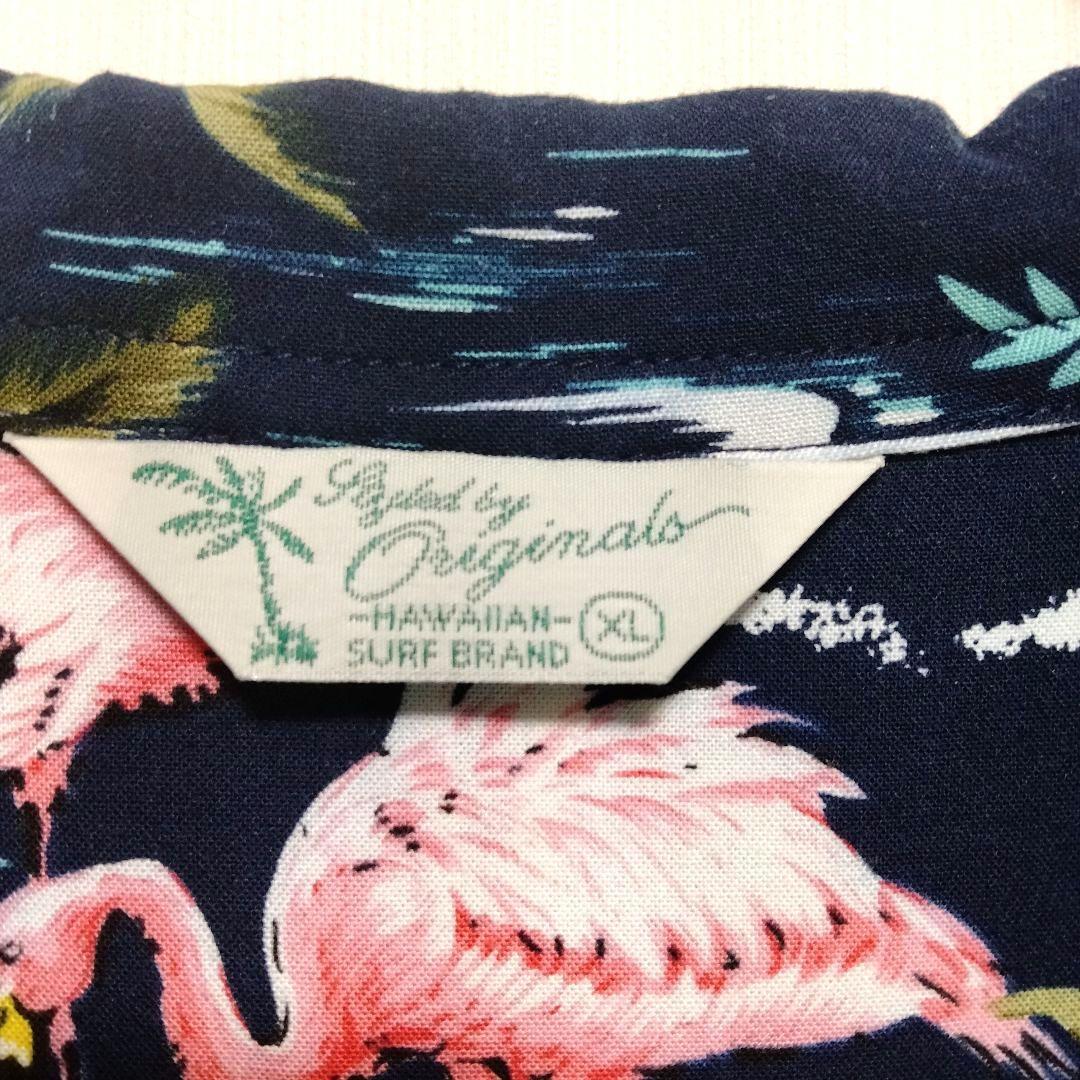 Styled by
Originals
-HAWAIIAN-
SURF BRAND XL